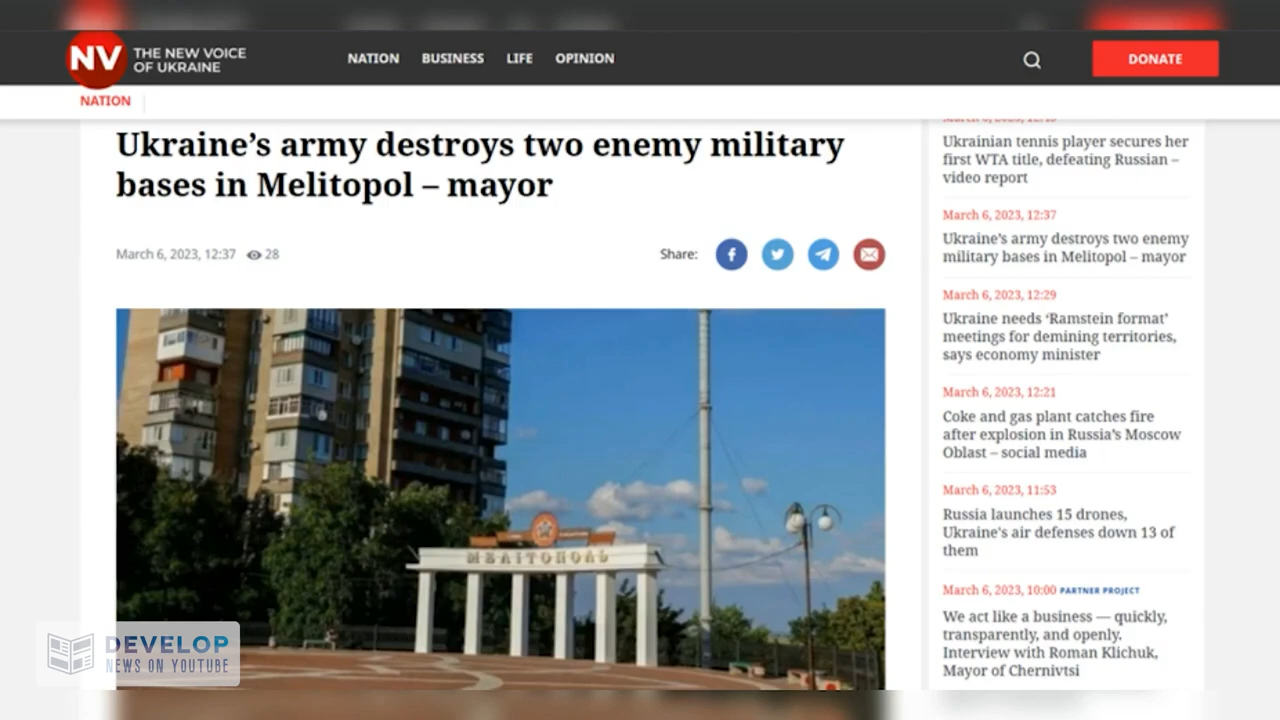 NV THE NEW VOICE
OF UKRAINE
NATION BUSINESS LIFE OPINION
DONATE
NATION
Ukraine’s army destroys two enemy military
bases in Melitopol – mayor
March 6, 2023, 12:37 28
Share:
МЕЛІТОПОЛЬ
Ukrainian tennis player secures her
first WTA title, defeating Russian –
video report
March 6, 2023, 12:37
Ukraine’s army destroys two enemy
military bases in Melitopol – mayor
March 6, 2023, 12:29
Ukraine needs ‘Ramstein format’
meetings for demining territories,
says economy minister
March 6, 2023, 12:21
Coke and gas plant catches fire
after explosion in Russia’s Moscow
Oblast – social media
March 6, 2023, 11:53
Russia launches 15 drones,
Ukraine's air defenses down 13 of
them
March 6, 2023, 10:00 PARTNER PROJECT
We act like a business — quickly,
transparently, and openly.
Interview with Roman Klichuk,
Mayor of Chernivtsi
DEVELOP
NEWS ON YOUTUBE